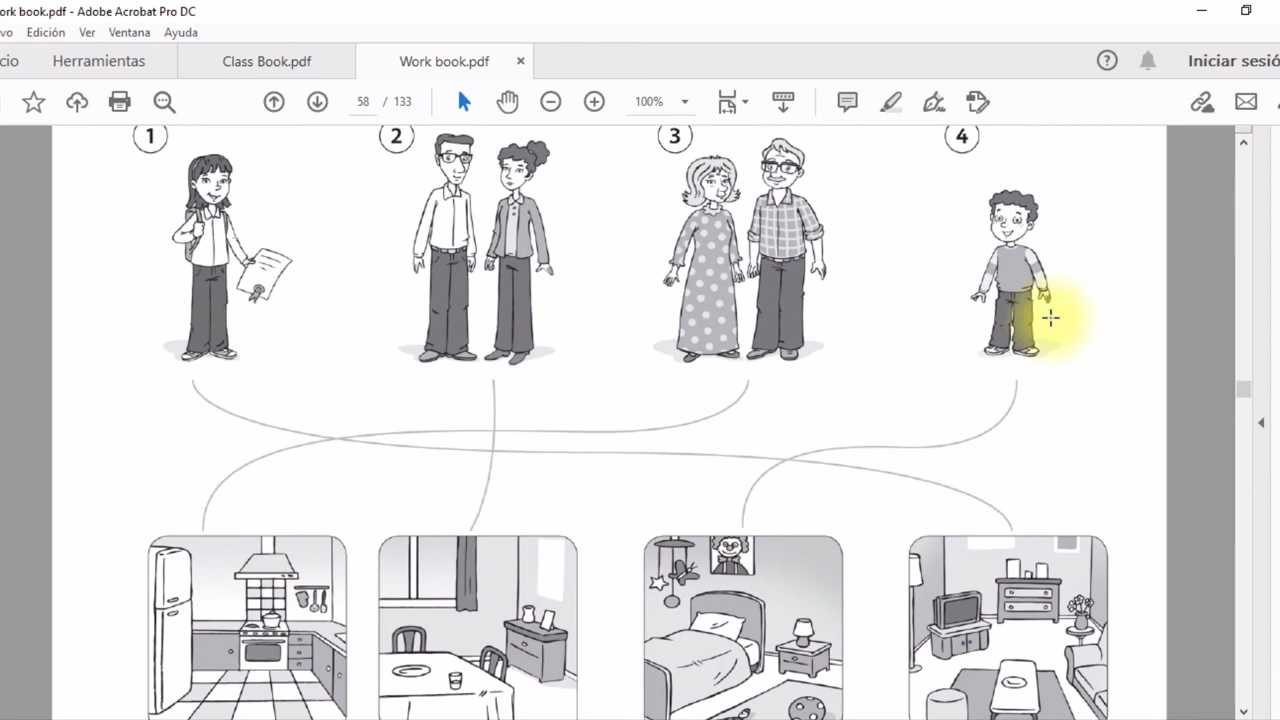 ork book.pdf - Adobe Acrobat Pro DC
vo Edición Ver Ventana Ayuda
cio Herramientas Class Book.pdf Work book.pdf × Iniciar sesió
58 / 133 100%
1 2 3 4